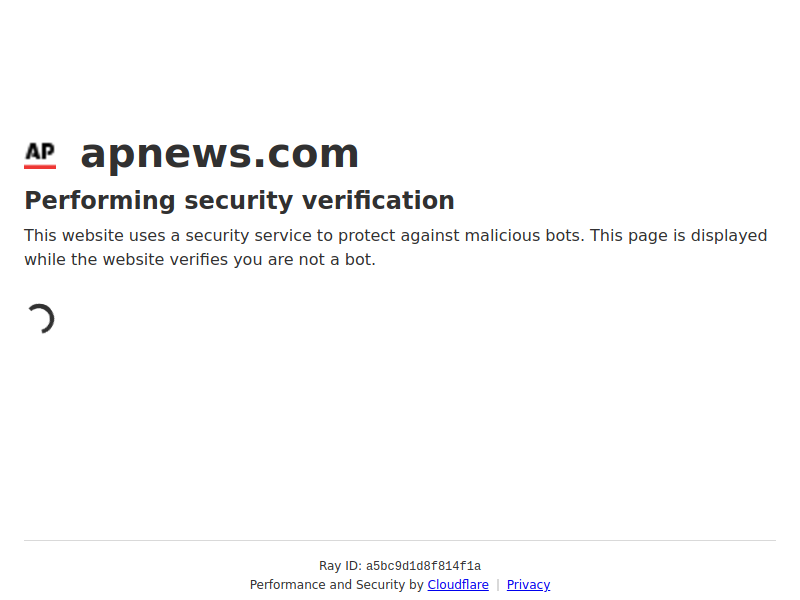 AP apnews.com
Performing security verification
This website uses a security service to protect against malicious bots. This page is displayed
while the website verifies you are not a bot.
Ray ID: a5bc9d1d8f814f1a
Performance and Security by Cloudflare | Privacy